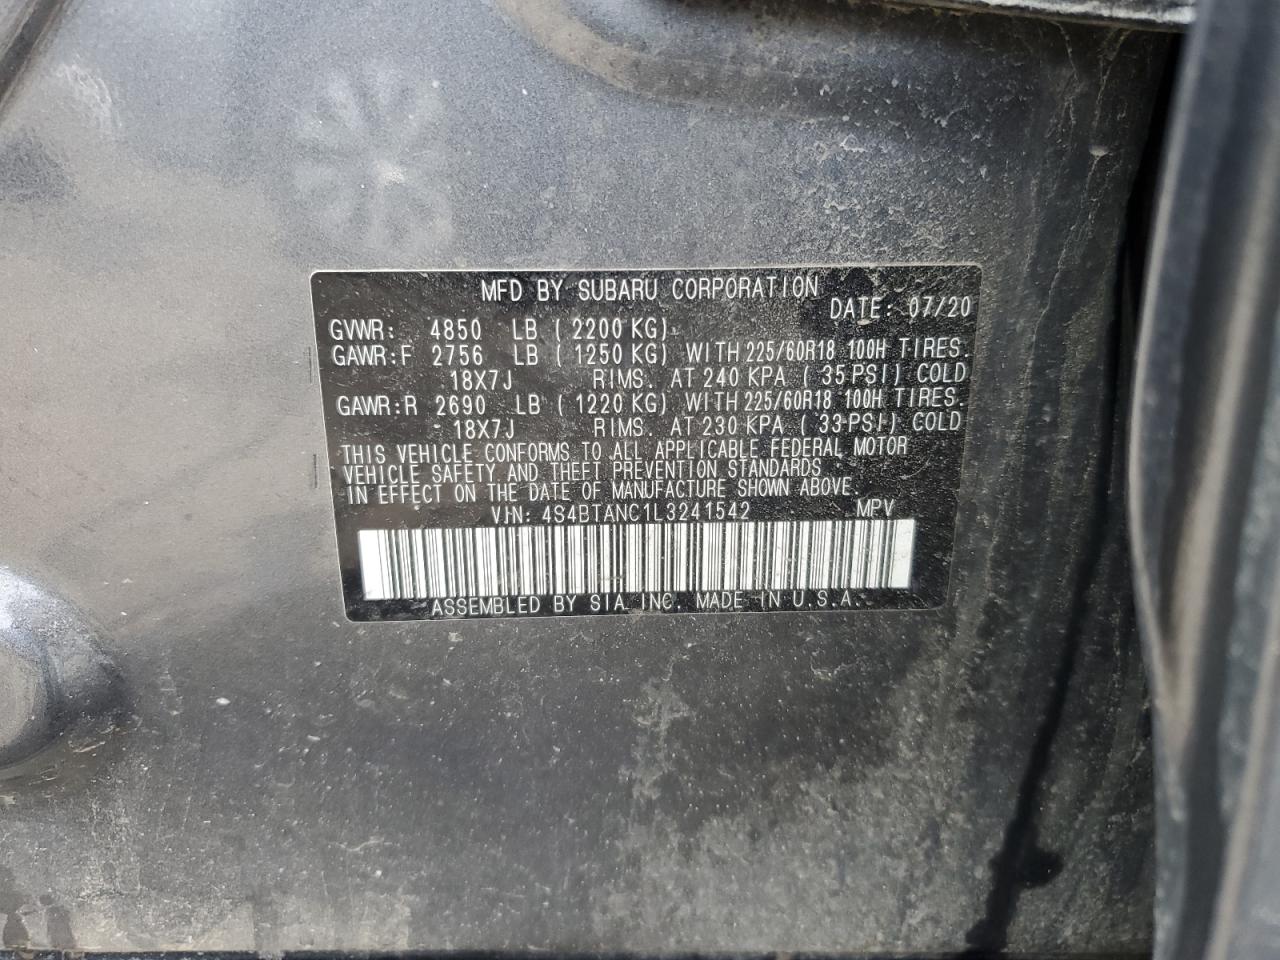 MFD BY SUBARU CORPORATION
DATE: 07/20
GVWR: 4850 LB (2200 KG)
GAWR:F 2756 LB (1250 KG) WITH 225/60R18 100H TIRES.
18X7J RIMS. AT 240 KPA (35 PSI) COLD
GAWR:R 2690 LB (1220 KG) WITH 225/60R18 100H TIRES.
18X7J RIMS. AT 230 KPA (33 PSI) COLD
THIS VEHICLE CONFORMS TO ALL APPLICABLE FEDERAL MOTOR
VEHICLE SAFETY AND THEFT PREVENTION STANDARDS
IN EFFECT ON THE DATE OF MANUFACTURE SHOWN ABOVE.
VIN: 4S4BTANC1L3241542 MPV
ASSEMBLED BY SIA INC. MADE IN U.S.A.